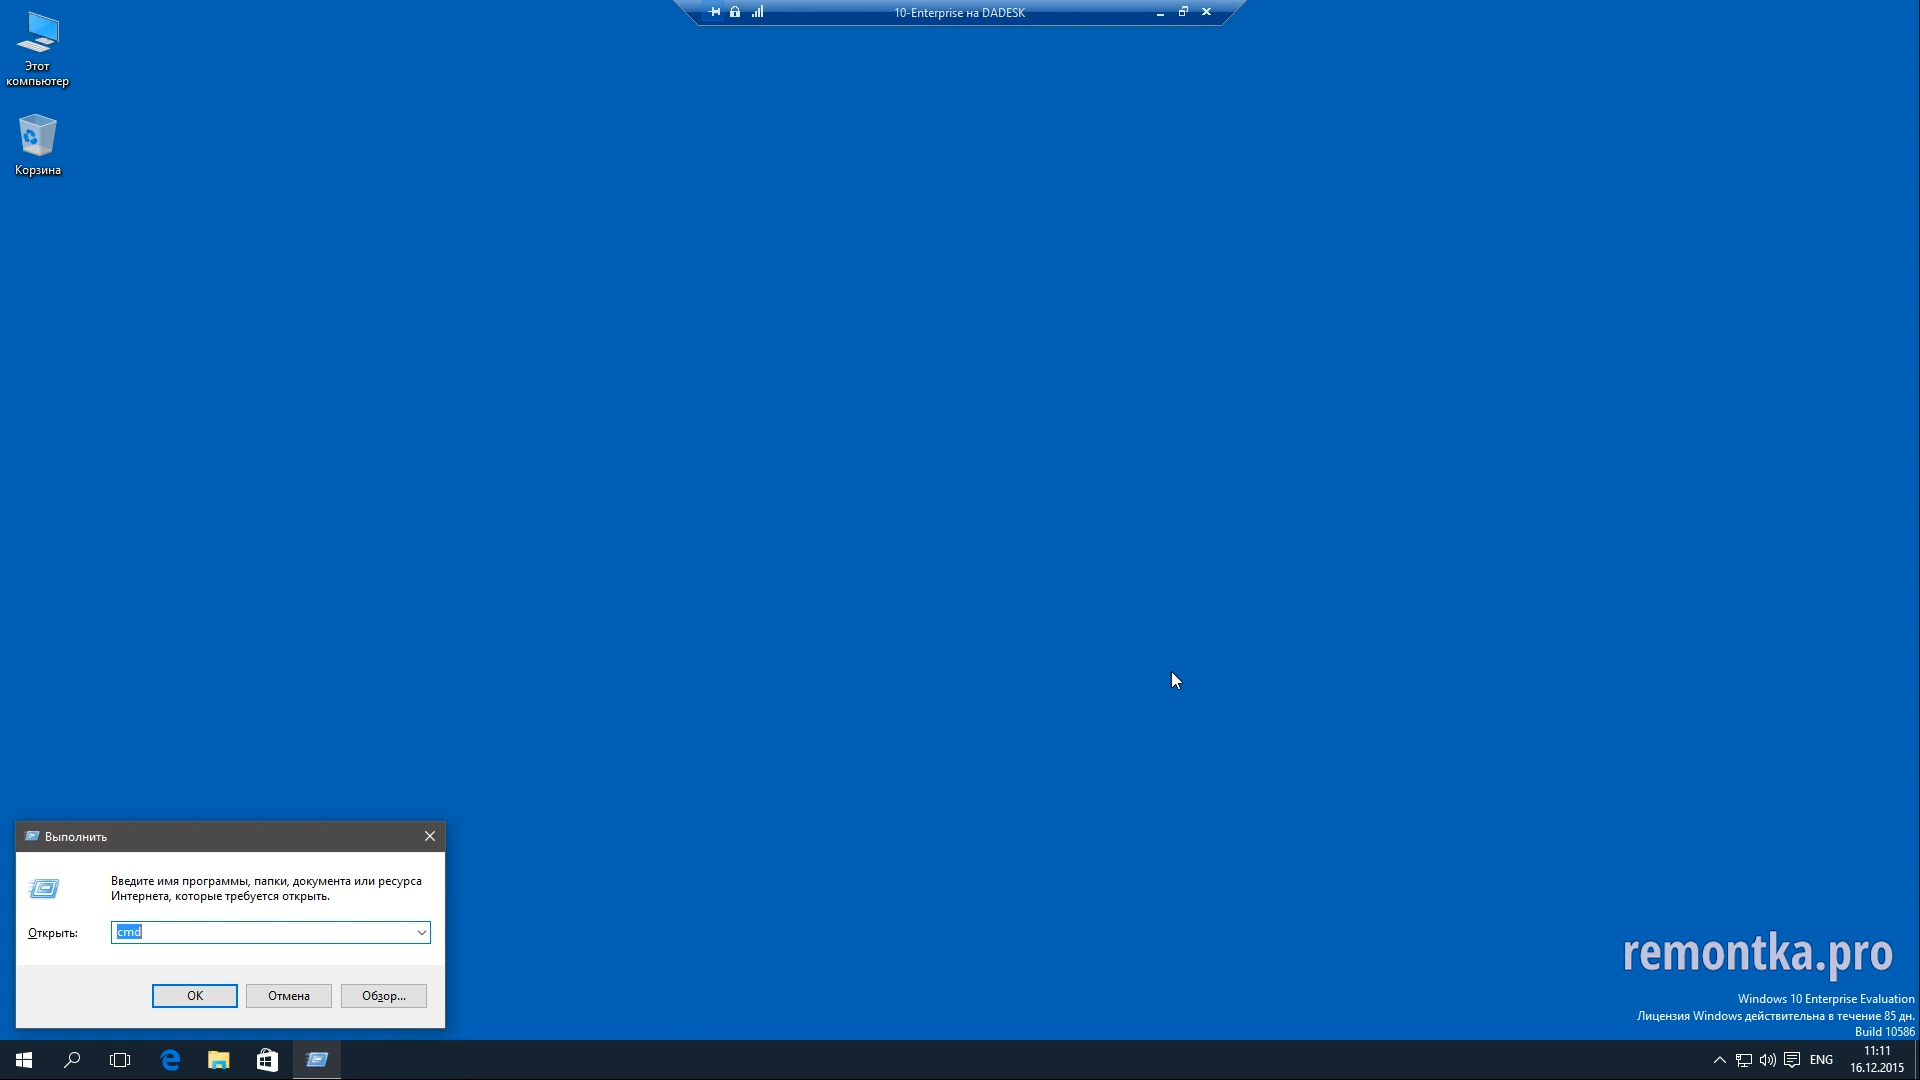 10-Enterprise на DADESK
Этот
компьютер
Корзина
Выполнить
Введите имя программы, папки, документа или ресурса
Интернета, которые требуется открыть.
Открыть:
cmd
ОК
Отмена
Обзор...
remontka.pro
Windows 10 Enterprise Evaluation
Лицензия Windows действительна в течение 85 дн.
Build 10586
ENG
11:11
16.12.2015